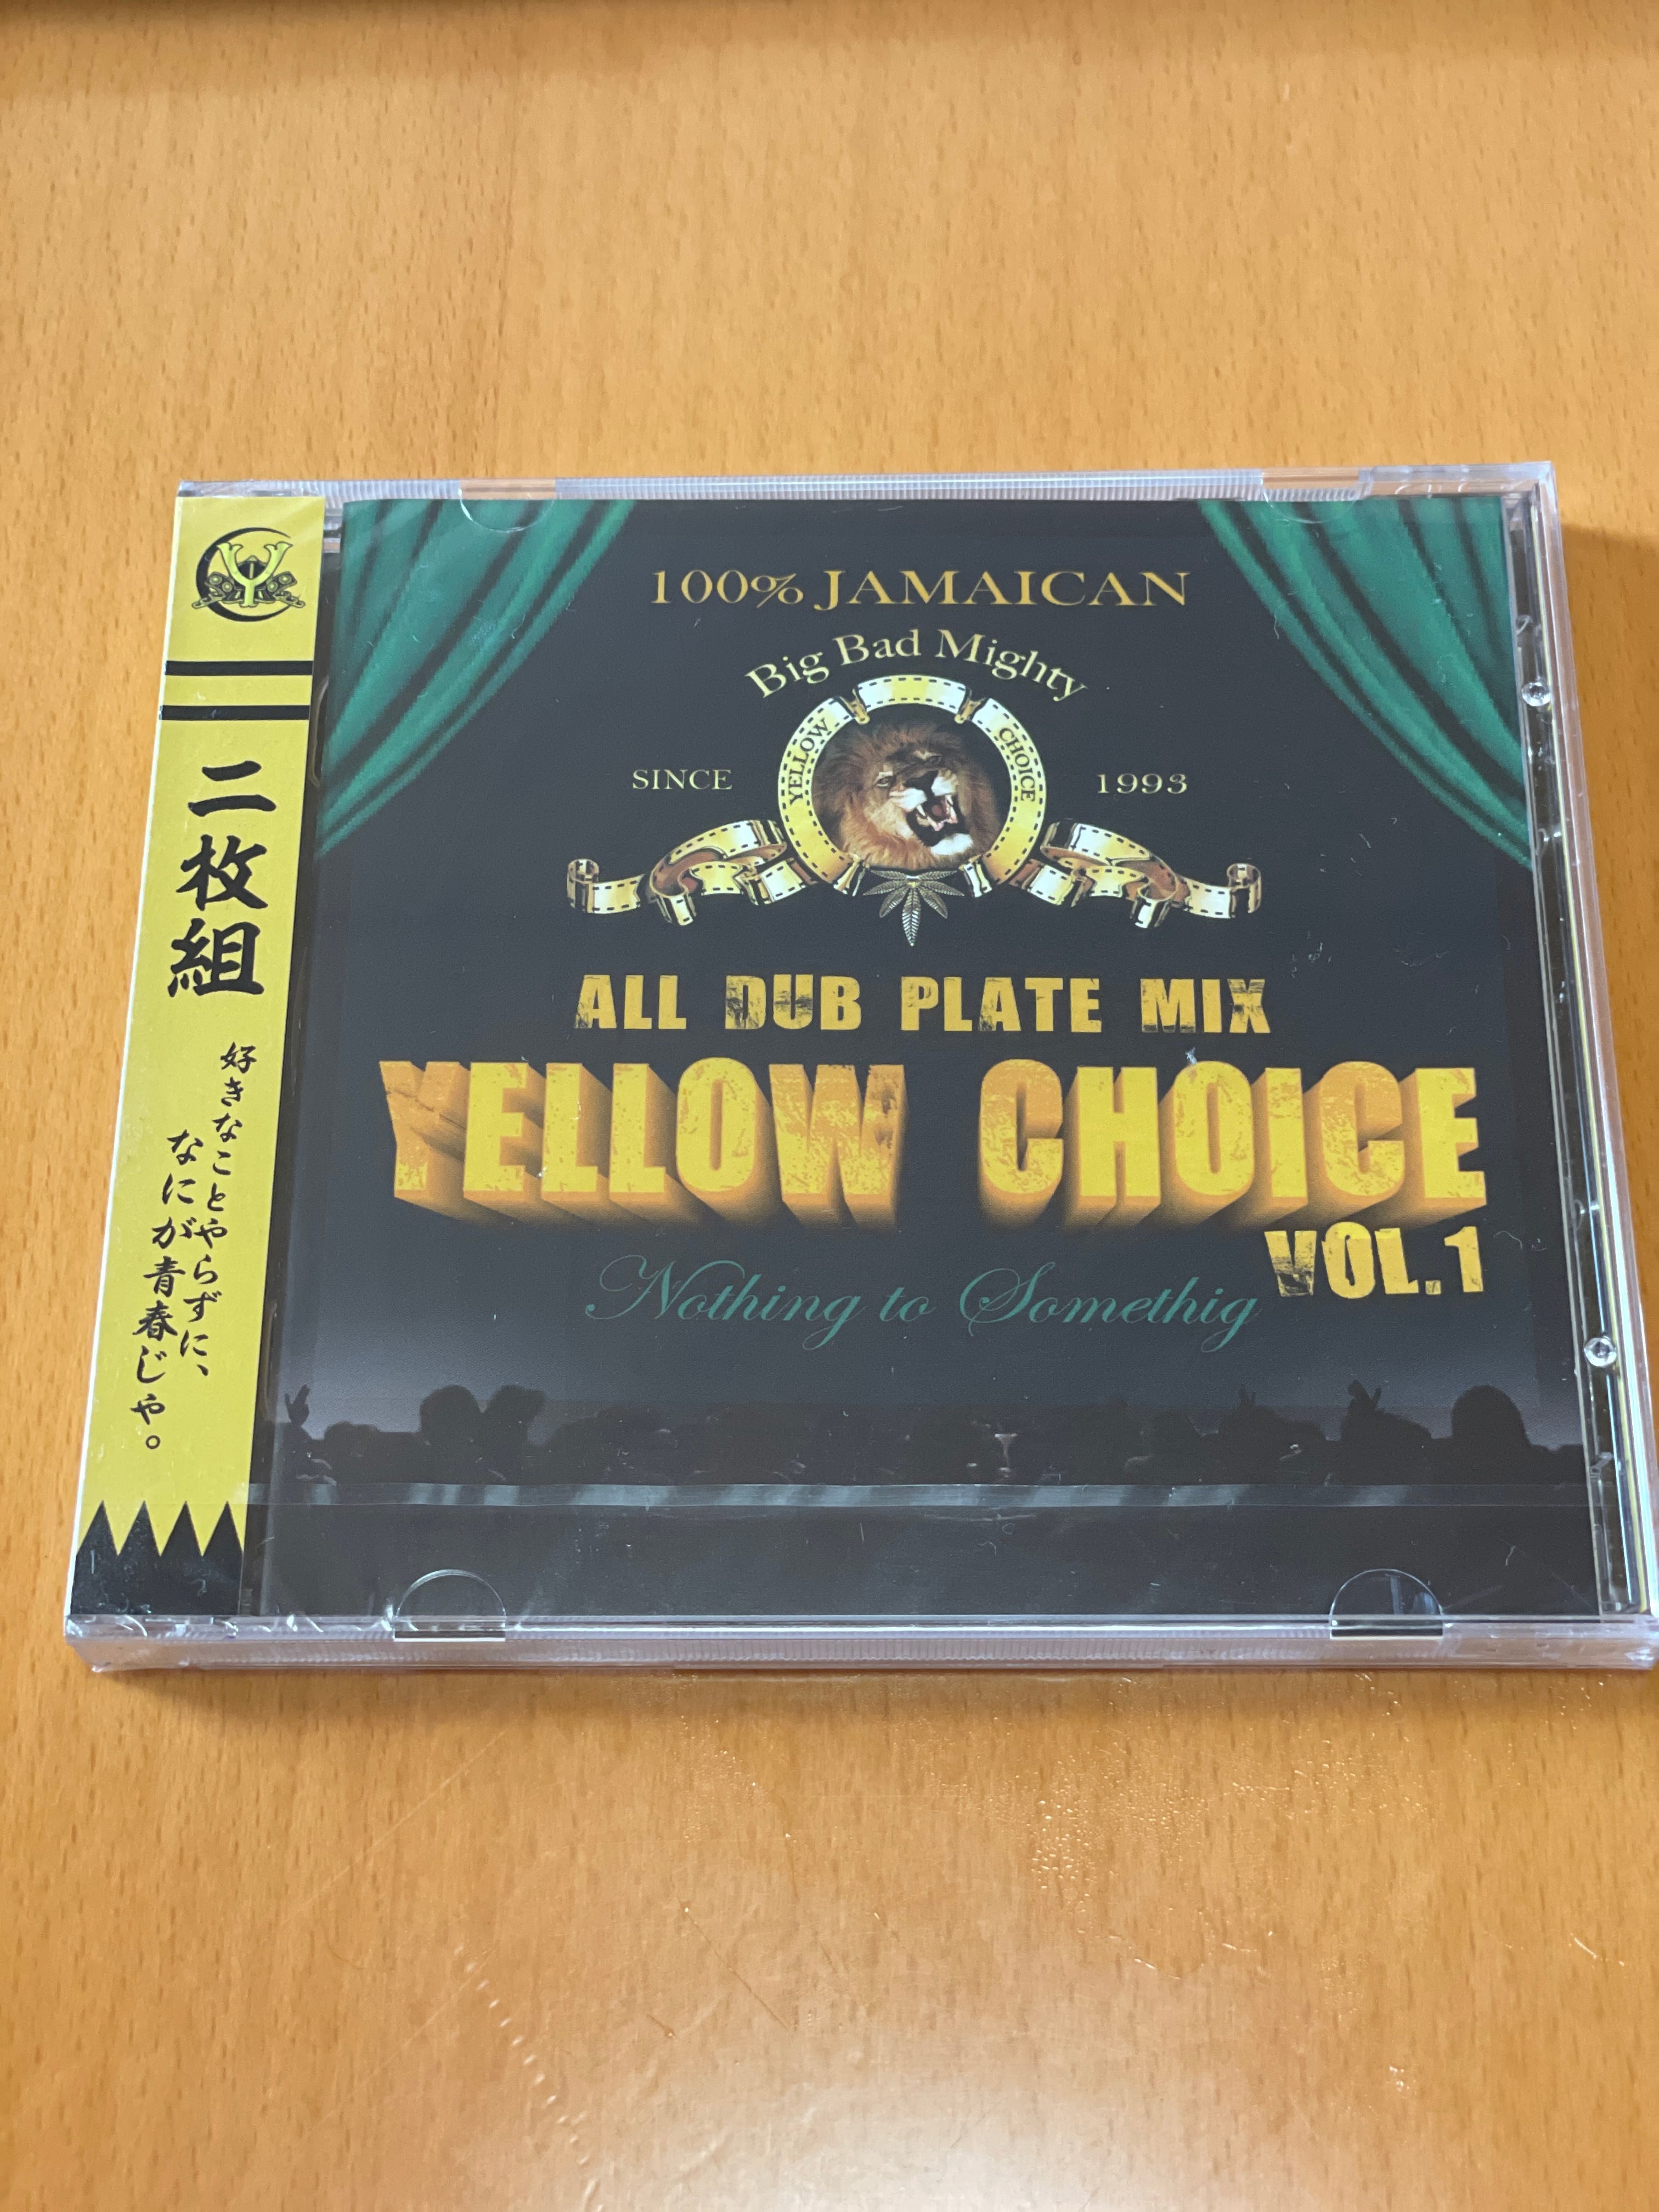 二枚組
好きなことやらずに、
なにが青春じゃ。
100% JAMAICAN
Big Bad Mighty
YELLOW CHOICE
SINCE 1993
ALL DUB PLATE MIX
YELLOW CHOICE
VOL.1
Nothing to Somethig